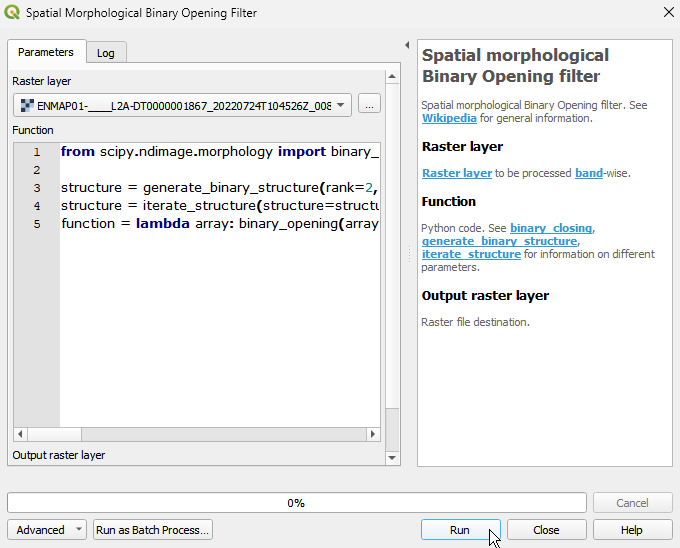 Spatial Morphological Binary Opening Filter
Parameters
Log
Raster layer
ENMAP01-____L2A-DT0000001867_20220724T104526Z_008
...
Function
1 from scipy.ndimage.morphology import binary_
2
3 structure = generate_binary_structure(rank=2,
4 structure = iterate_structure(structure=structu
5 function = lambda array: binary_opening(array
Output raster layer
Spatial morphological
Binary Opening filter
Spatial morphological Binary Opening filter. See
Wikipedia for general information.
Raster layer
Raster layer to be processed band-wise.
Function
Python code. See binary_closing,
generate_binary_structure,
iterate_structure for information on different
parameters.
Output raster layer
Raster file destination.
0%
Cancel
Advanced
Run as Batch Process...
Run
Close
Help